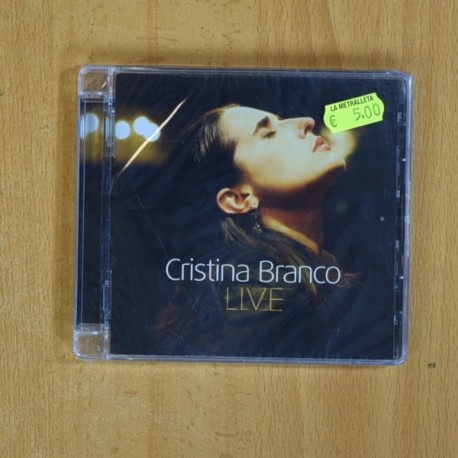 LA METRALLETA
€ 5.00
Cristina Branco
LIVE